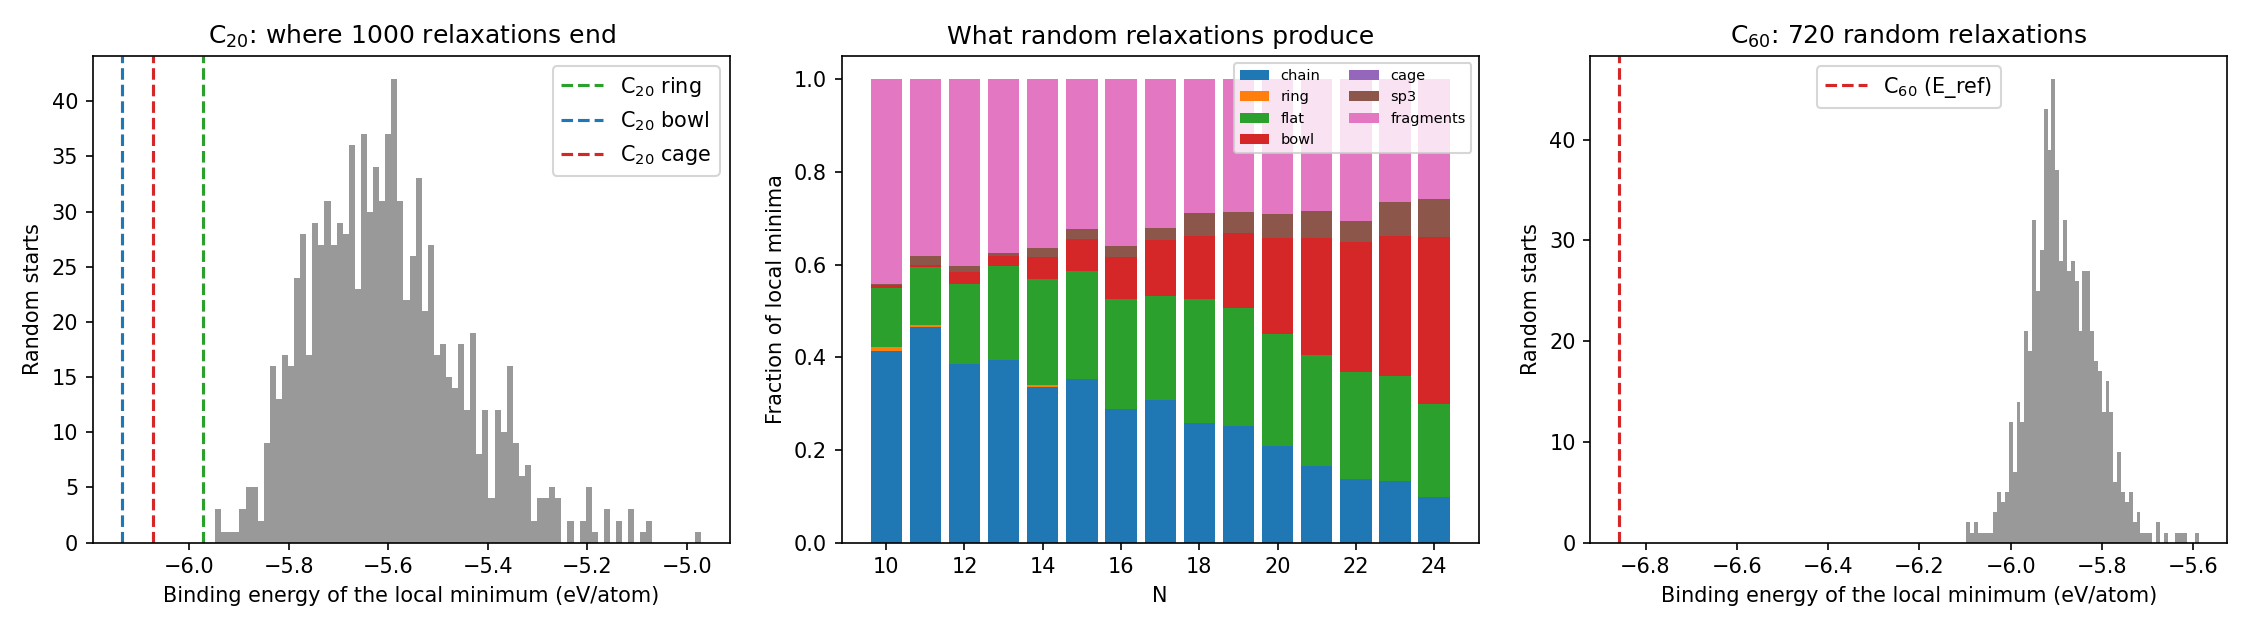 C₂₀: where 1000 relaxations end
C₂₀ ring
C₂₀ bowl
C₂₀ cage
Random starts
40
35
30
25
20
15
10
5
0
−6.0 −5.8 −5.6 −5.4 −5.2 −5.0
Binding energy of the local minimum (eV/atom)
What random relaxations produce
chain
ring
flat
bowl
cage
sp3
fragments
Fraction of local minima
1.0
0.8
0.6
0.4
0.2
0.0
10 12 14 16 18 20 22 24
N
C₆₀: 720 random relaxations
C₆₀ (E_ref)
Random starts
40
30
20
10
0
−6.8 −6.6 −6.4 −6.2 −6.0 −5.8 −5.6
Binding energy of the local minimum (eV/atom)